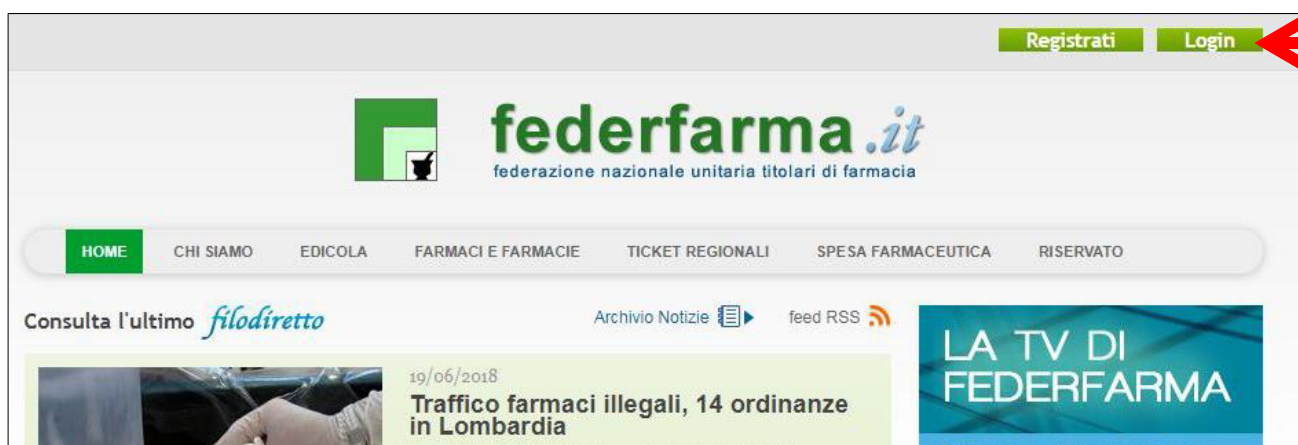 Registrati Login
federfarma.it
federazione nazionale unitaria titolari di farmacia
HOME CHI SIAMO EDICOLA FARMACI E FARMACIE TICKET REGIONALI SPESA FARMACEUTICA RISERVATO
Consulta l'ultimo filodiretto
Archivio Notizie feed RSS
19/06/2018
Traffico farmaci illegali, 14 ordinanze
in Lombardia
LA TV DI
FEDERFARMA